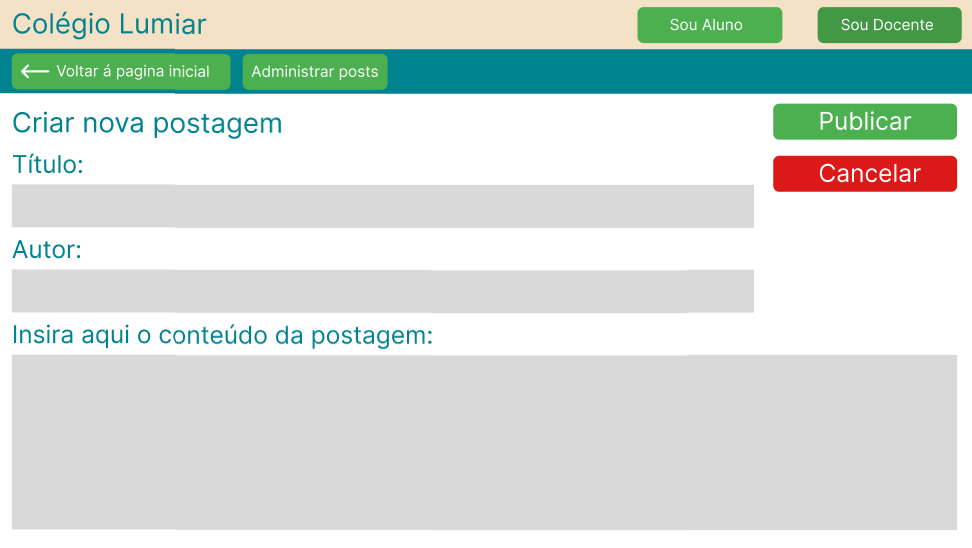 Colégio Lumiar
Sou Aluno
Sou Docente
Voltar á pagina inicial
Administrar posts
Criar nova postagem
Publicar
Título:
Cancelar
Autor:
Insira aqui o conteúdo da postagem: